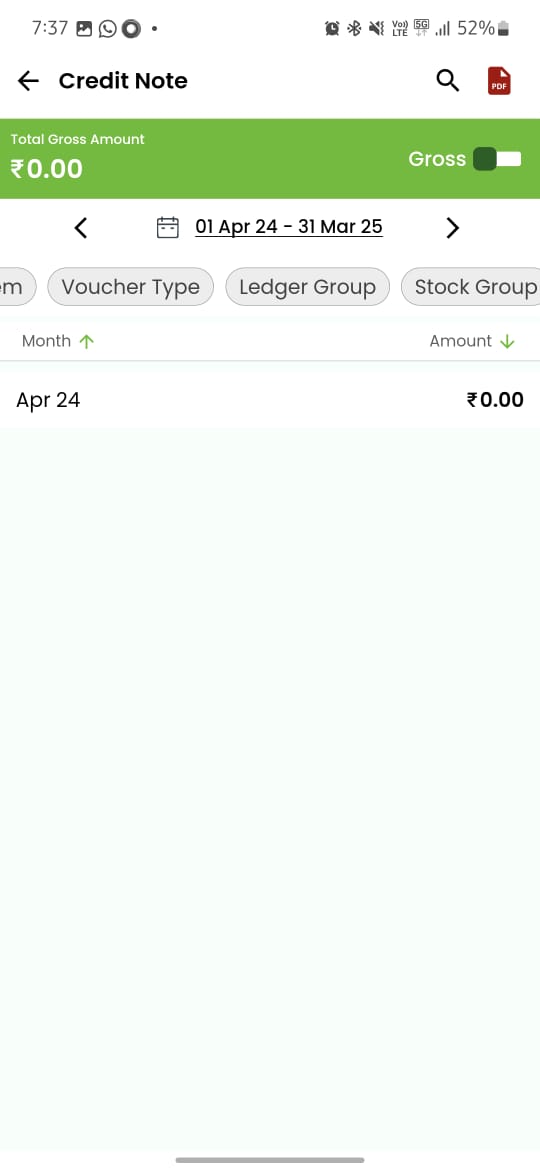 7:37 Vo)) LTE 5G 52%
Credit Note PDF
Total Gross Amount
₹0.00
Gross
01 Apr 24 - 31 Mar 25
em Voucher Type Ledger Group Stock Group
Month ↑ Amount ↓
Apr 24 ₹0.00